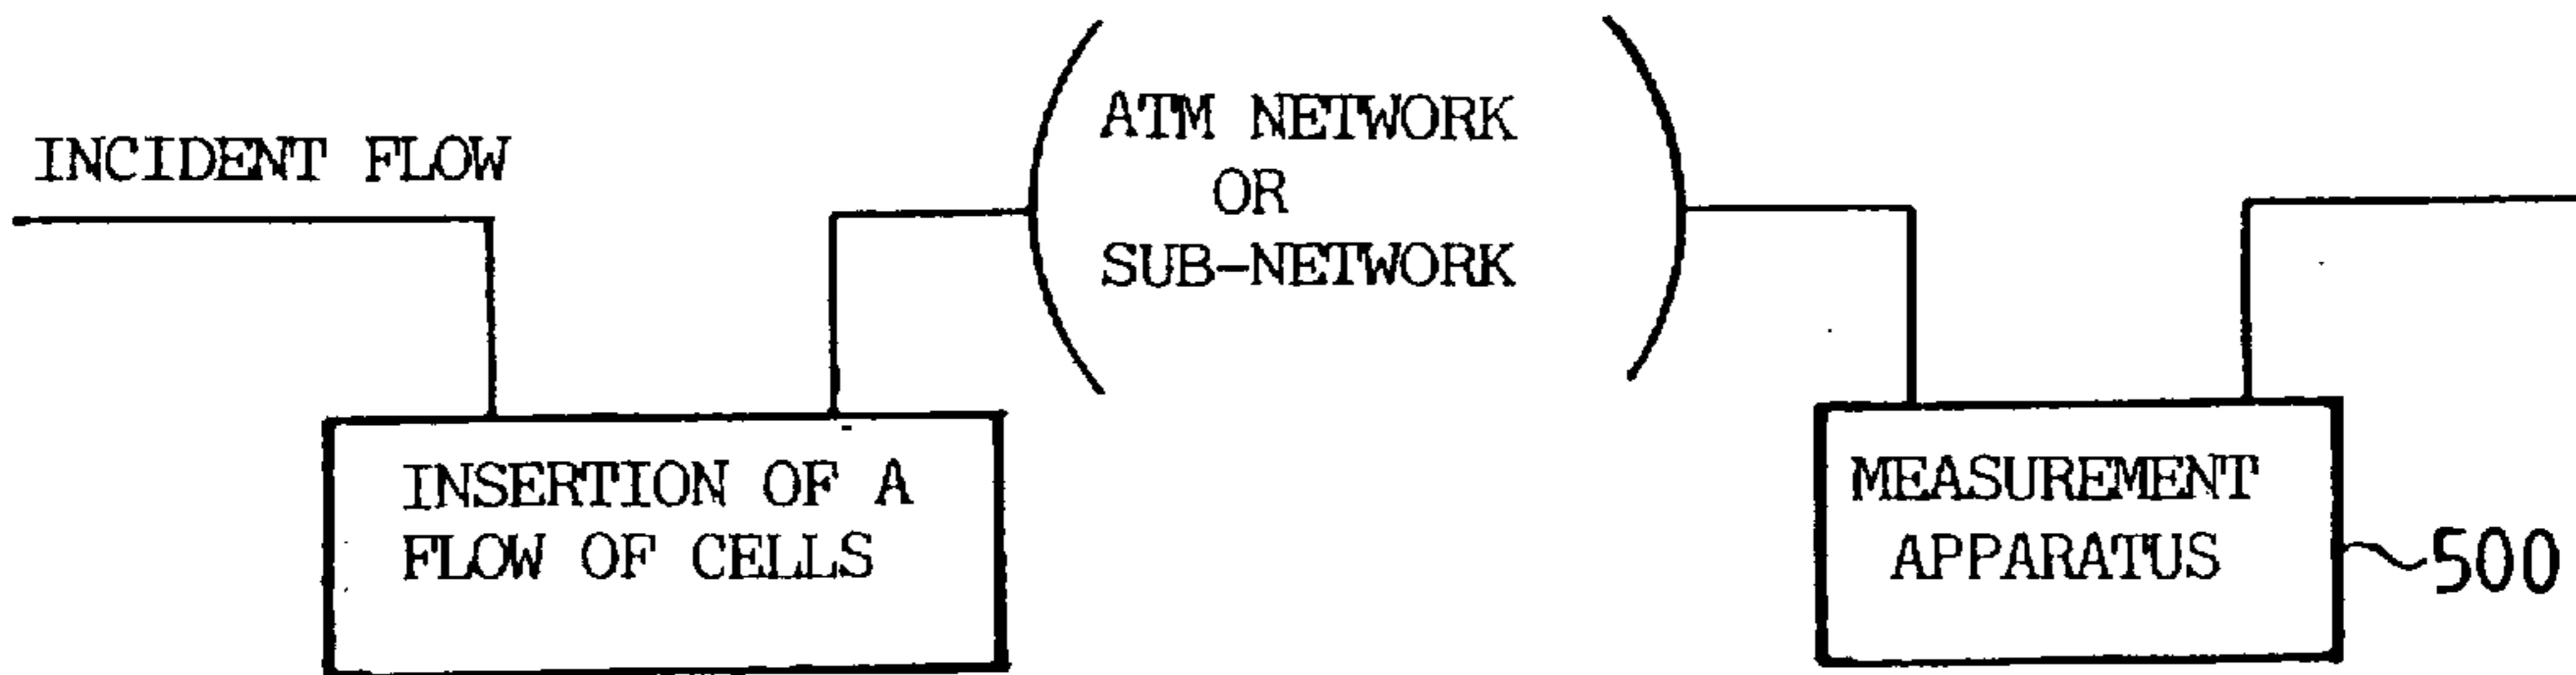 INCIDENT FLOW
ATM NETWORK
OR
SUB-NETWORK
INSERTION OF A
FLOW OF CELLS
MEASUREMENT
APPARATUS
500